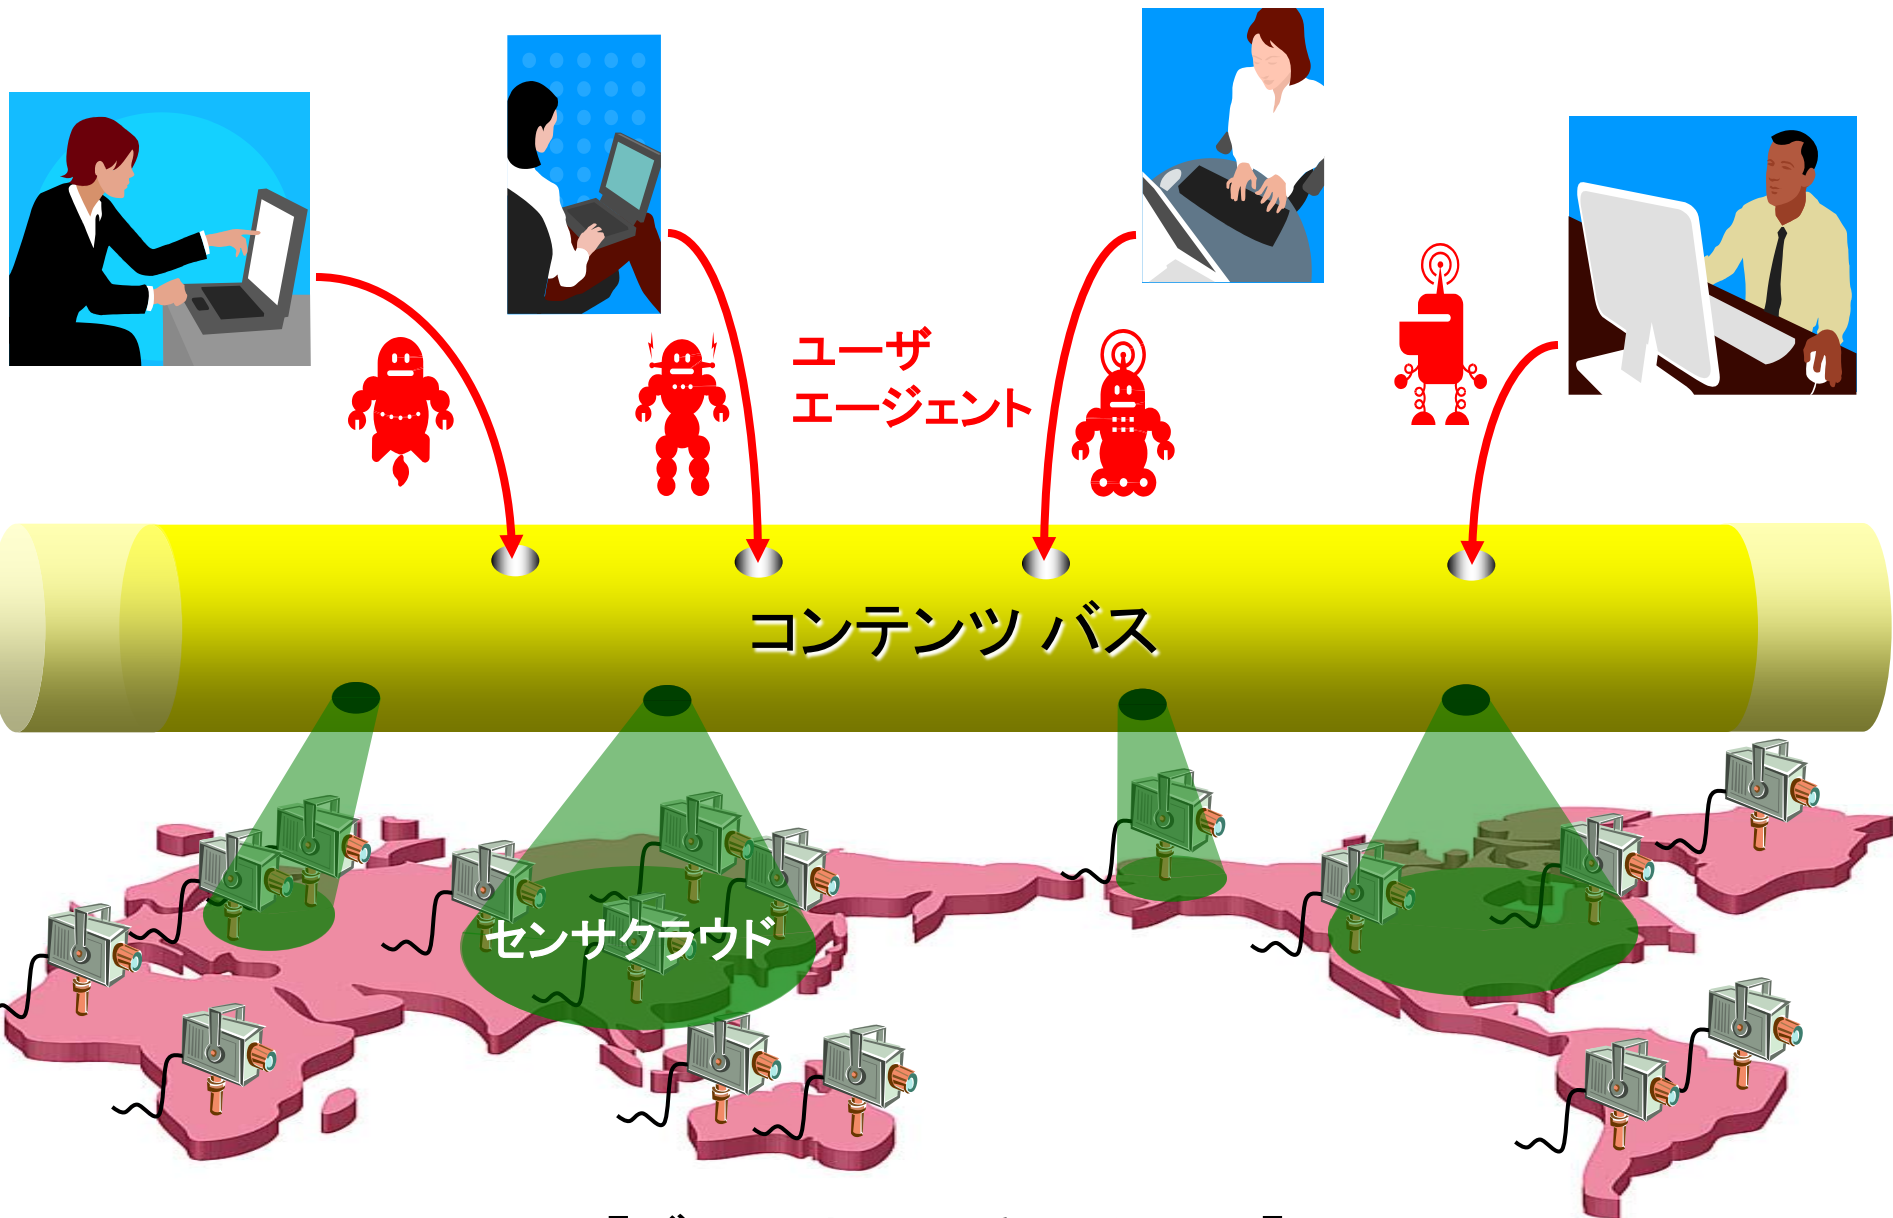 ユーザ
エージェント
コンテンツ バス
センサクラウド